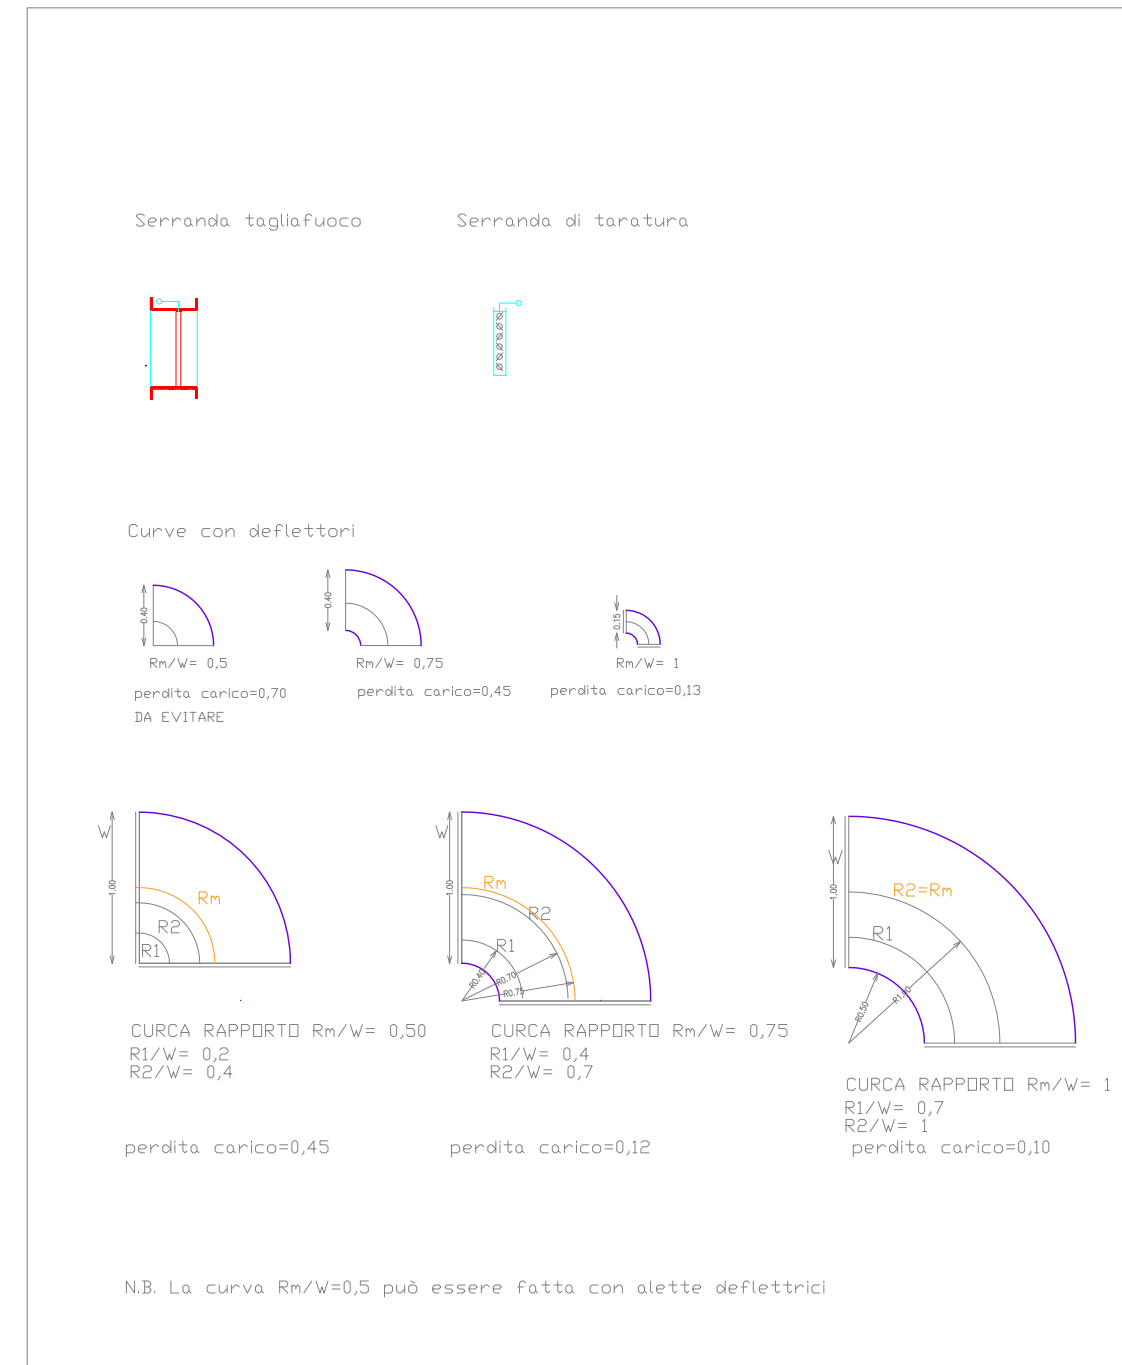 Serranda tagliafuoco
Serranda di taratura
Curve con deflettori
0.40
Rm/W= 0,5
perdita carico=0,70
DA EVITARE
0.40
Rm/W= 0,75
perdita carico=0,45
0.15
Rm/W= 1
perdita carico=0,13
W
1.00
Rm
R2
R1
CURCA RAPPORTO Rm/W= 0,50
R1/W= 0,2
R2/W= 0,4
perdita carico=0,45
W
1.00
Rm
R2
R1
R0.40
R0.70
R0.75
CURCA RAPPORTO Rm/W= 0,75
R1/W= 0,4
R2/W= 0,7
perdita carico=0,12
W
1.00
R2=Rm
R1
R0.50
R1.00
CURCA RAPPORTO Rm/W= 1
R1/W= 0,7
R2/W= 1
perdita carico=0,10
N.B. La curva Rm/W=0,5 può essere fatta con alette deflettrici